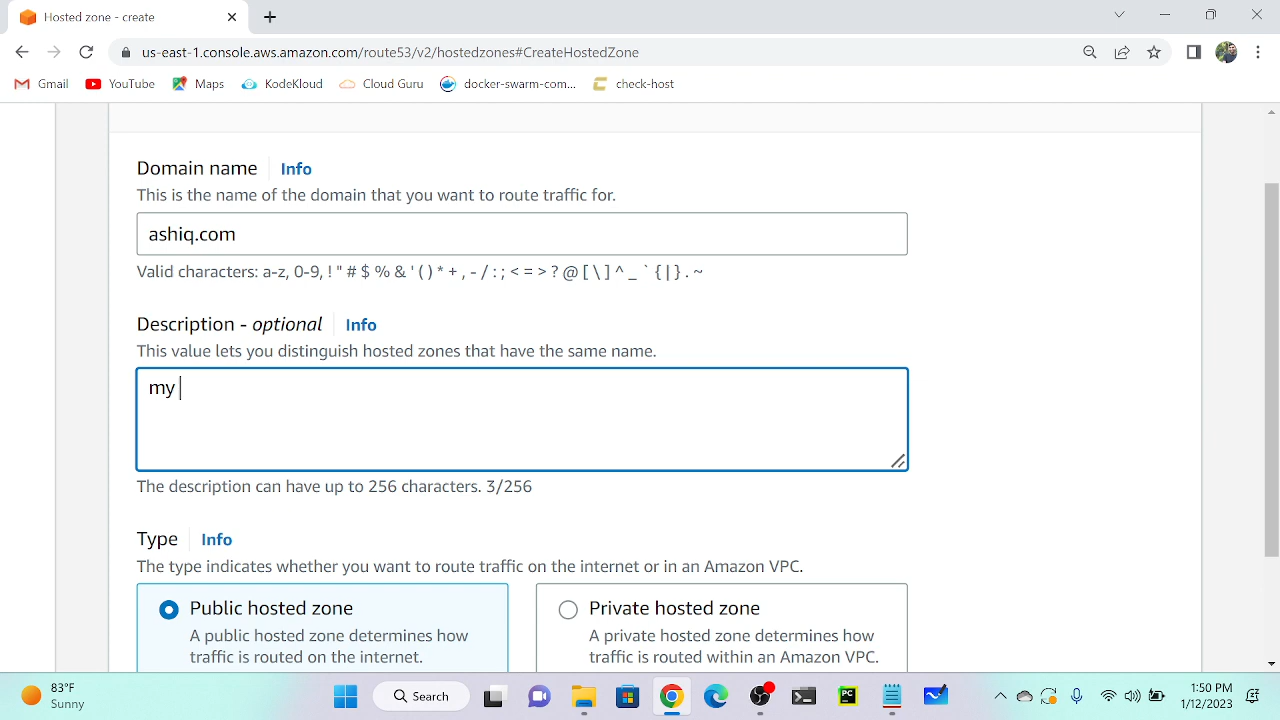 Hosted zone - create
us-east-1.console.aws.amazon.com/route53/v2/hostedzones#CreateHostedZone
Gmail YouTube Maps KodeKloud Cloud Guru docker-swarm-com... check-host
Domain name Info
This is the name of the domain that you want to route traffic for.
ashiq.com
Valid characters: a-z, 0-9, ! " # $ % & ' ( ) * + , - / : ; < = > ? @ [ \ ] ^ _ ` { | } . ~
Description - optional Info
This value lets you distinguish hosted zones that have the same name.
my
The description can have up to 256 characters. 3/256
Type Info
The type indicates whether you want to route traffic on the internet or in an Amazon VPC.
Public hosted zone
A public hosted zone determines how
traffic is routed on the internet.
Private hosted zone
A private hosted zone determines how
traffic is routed within an Amazon VPC.
83°F
Sunny
Search
PC
1:50 PM
1/12/2023